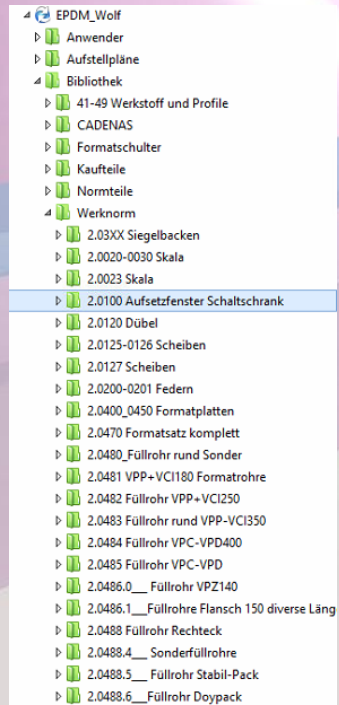 EPDM_Wolf
Anwender
Aufstellpläne
Bibliothek
41-49 Werkstoff und Profile
CADENAS
Formatschulter
Kaufteile
Normteile
Werknorm
2.03XX Siegelbacken
2.0020-0030 Skala
2.0023 Skala
2.0100 Aufsetzfenster Schaltschrank
2.0120 Dübel
2.0125-0126 Scheiben
2.0127 Scheiben
2.0200-0201 Federn
2.0400_0450 Formatplatten
2.0470 Formatsatz komplett
2.0480_Füllrohr rund Sonder
2.0481 VPP+VCI180 Formatrohre
2.0482 Füllrohr VPP+VCI250
2.0483 Füllrohr rund VPP-VCI350
2.0484 Füllrohr VPC-VPD400
2.0485 Füllrohr VPC-VPD
2.0486.0__ Füllrohr VPZ140
2.0486.1__Füllrohre Flansch 150 diverse Läng
2.0488 Füllrohr Rechteck
2.0488.4__ Sonderfüllrohre
2.0488.5__ Füllrohr Stabil-Pack
2.0488.6__Füllrohr Doypack